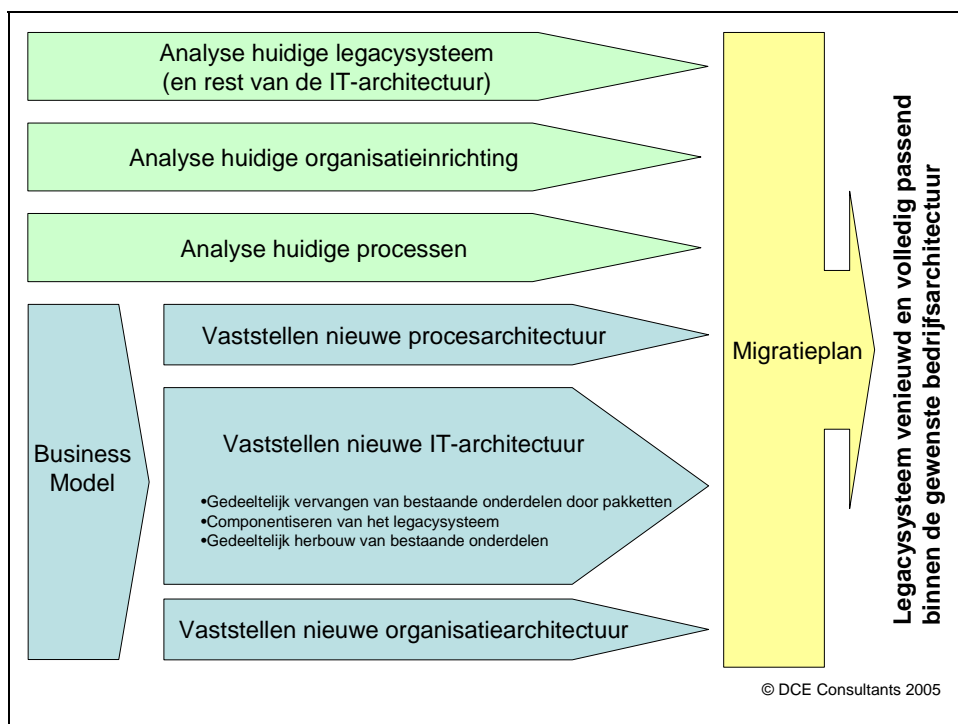 Analyse huidige legacysysteem
(en rest van de IT-architectuur)
Analyse huidige organisatieinrichting
Analyse huidige processen
Business
Model
Vaststellen nieuwe procesarchitectuur
Vaststellen nieuwe IT-architectuur
•Gedeeltelijk vervangen van bestaande onderdelen door pakketten
•Componentiseren van het legacysysteem
•Gedeeltelijk herbouw van bestaande onderdelen
Vaststellen nieuwe organisatiearchitectuur
Migratieplan
Legacysysteem venieuwd en volledig passend
binnen de gewenste bedrijfsarchitectuur
© DCE Consultants 2005